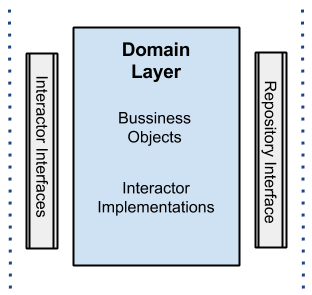 Interactor Interfaces
Domain
Layer
Bussiness
Objects
Interactor
Implementations
Repository Interface